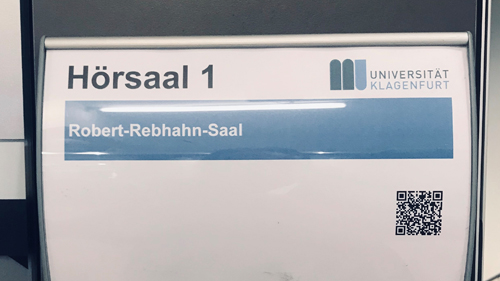 Hörsaal 1
UNIVERSITÄT
KLAGENFURT
Robert-Rebhahn-Saal